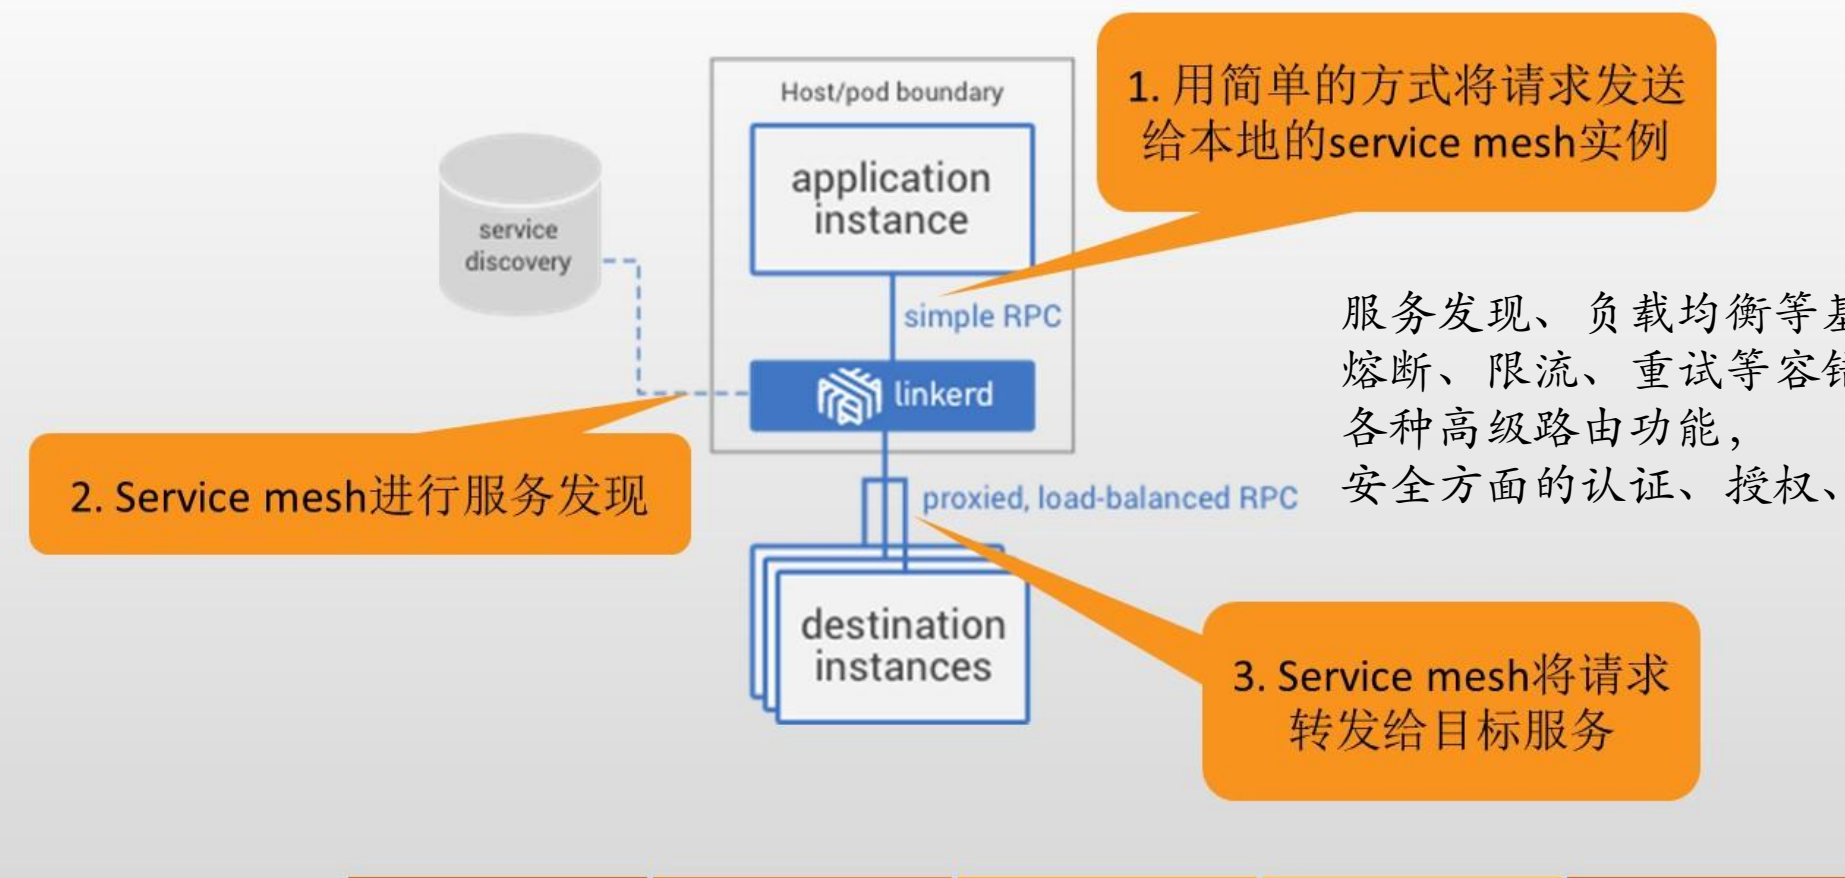 Host/pod boundary
application
instance
service
discovery
simple RPC
linkerd
proxied, load-balanced RPC
destination
instances
1. 用简单的方式将请求发送
给本地的service mesh实例
2. Service mesh进行服务发现
3. Service mesh将请求
转发给目标服务
服务发现、负载均衡等
熔断、限流、重试等容
各种高级路由功能，
安全方面的认证、授权、